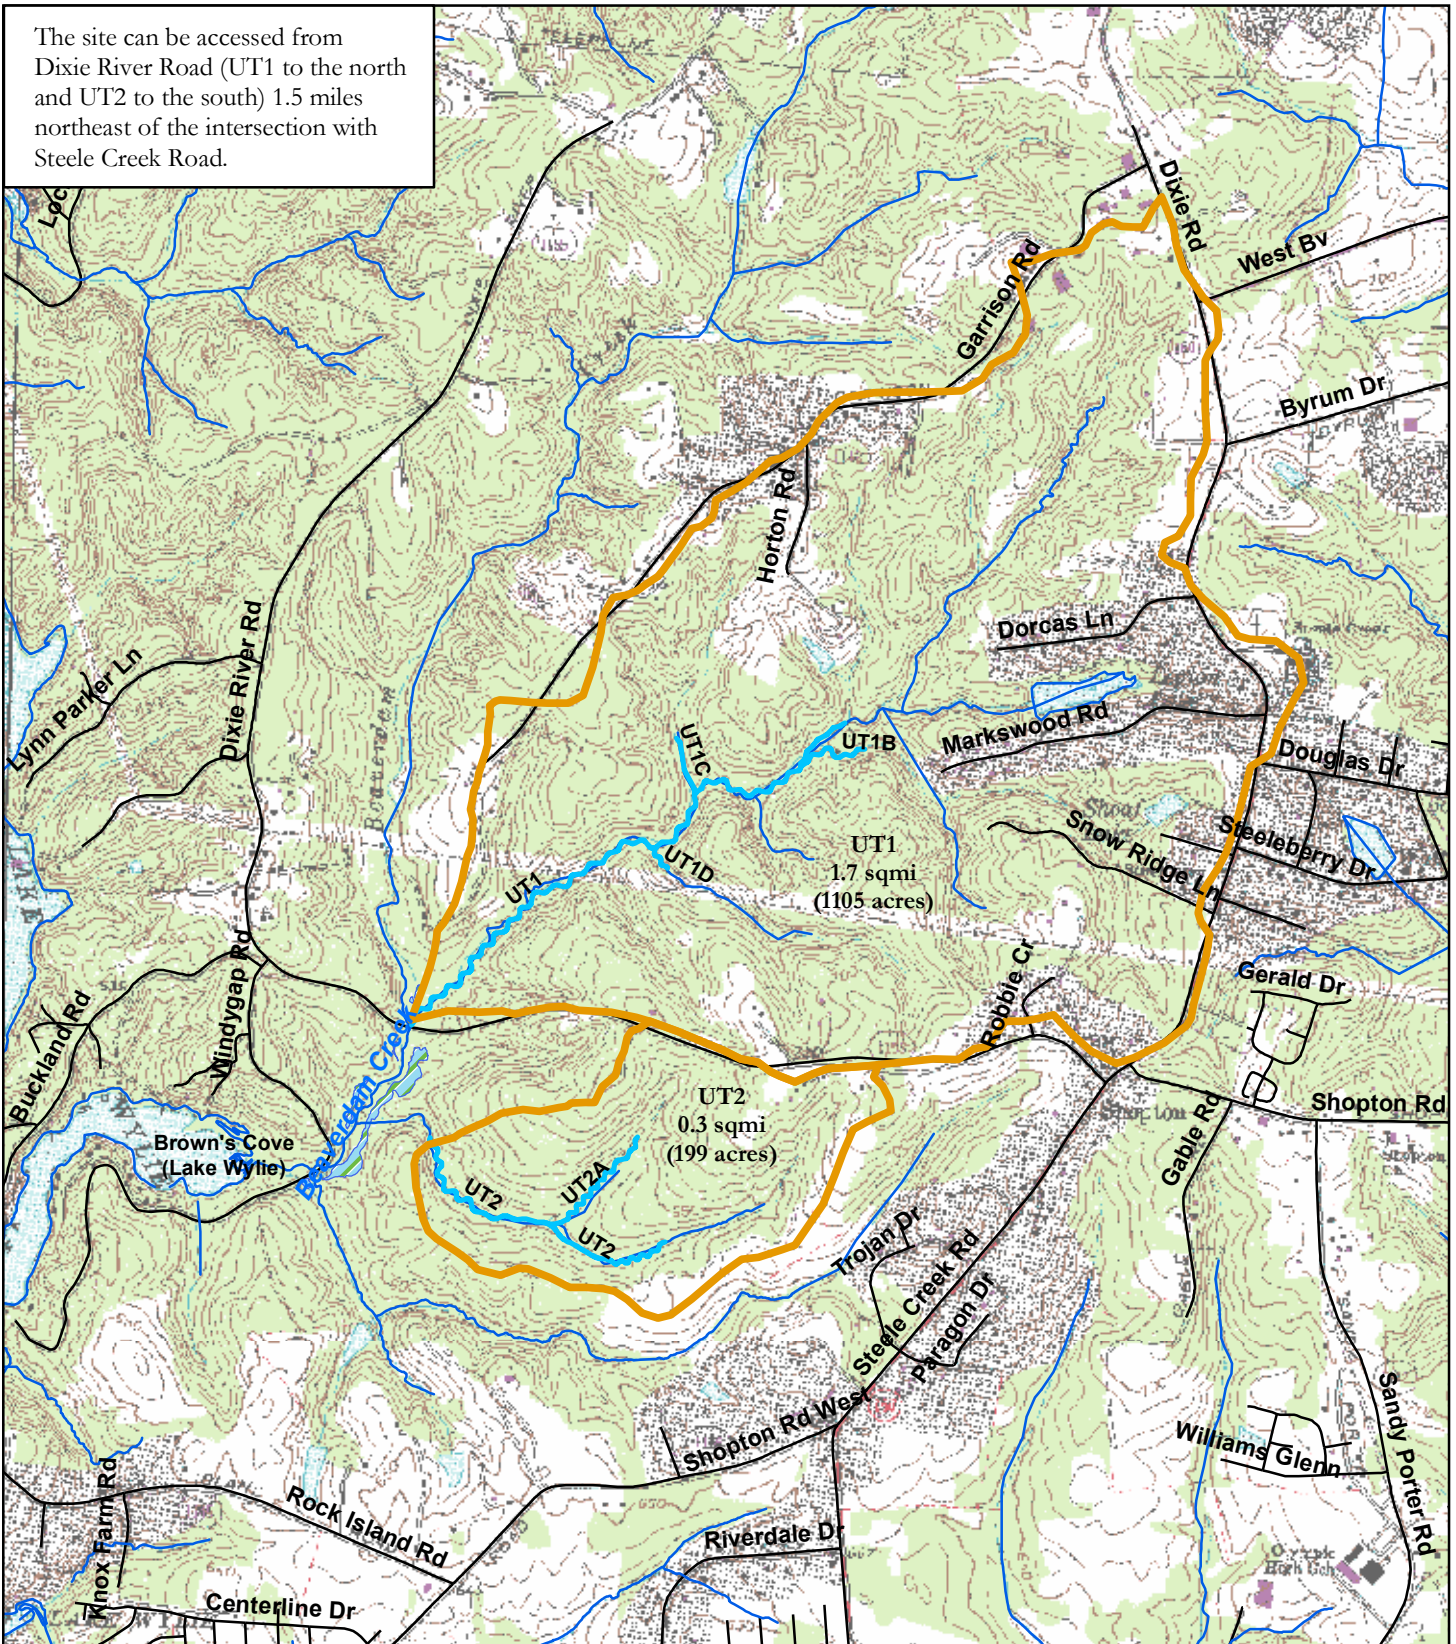 The site can be accessed from
Dixie River Road (UT1 to the north
and UT2 to the south) 1.5 miles
northeast of the intersection with
Steele Creek Road.
Loc
Dixie Rd
West Bv
Garrison Rd
Byrum Dr
Horton Rd
Dorcas Ln
Lynn Parker Ln
Dixie River Rd
Markswood Rd
UT1C
UT1B
Douglas Dr
Snow Ridge Ln
Steeleberry Dr
UT1
1.7 sqmi
(1105 acres)
UT1D
UT1
Windygap Rd
Robbie Cr
Gerald Dr
Buckland Rd
Beaverdam Creek
UT2
0.3 sqmi
(199 acres)
Shopton
Shopton Rd
Gable Rd
Brown's Cove
(Lake Wylie)
UT2
UT2A
UT2
Trojan Dr
Steele Creek Rd
Paragon Dr
Shopton Rd West
Sandy Porter Rd
Williams Glenn
Knox Farm Rd
Rock Island Rd
Riverdale Dr
Centerline Dr